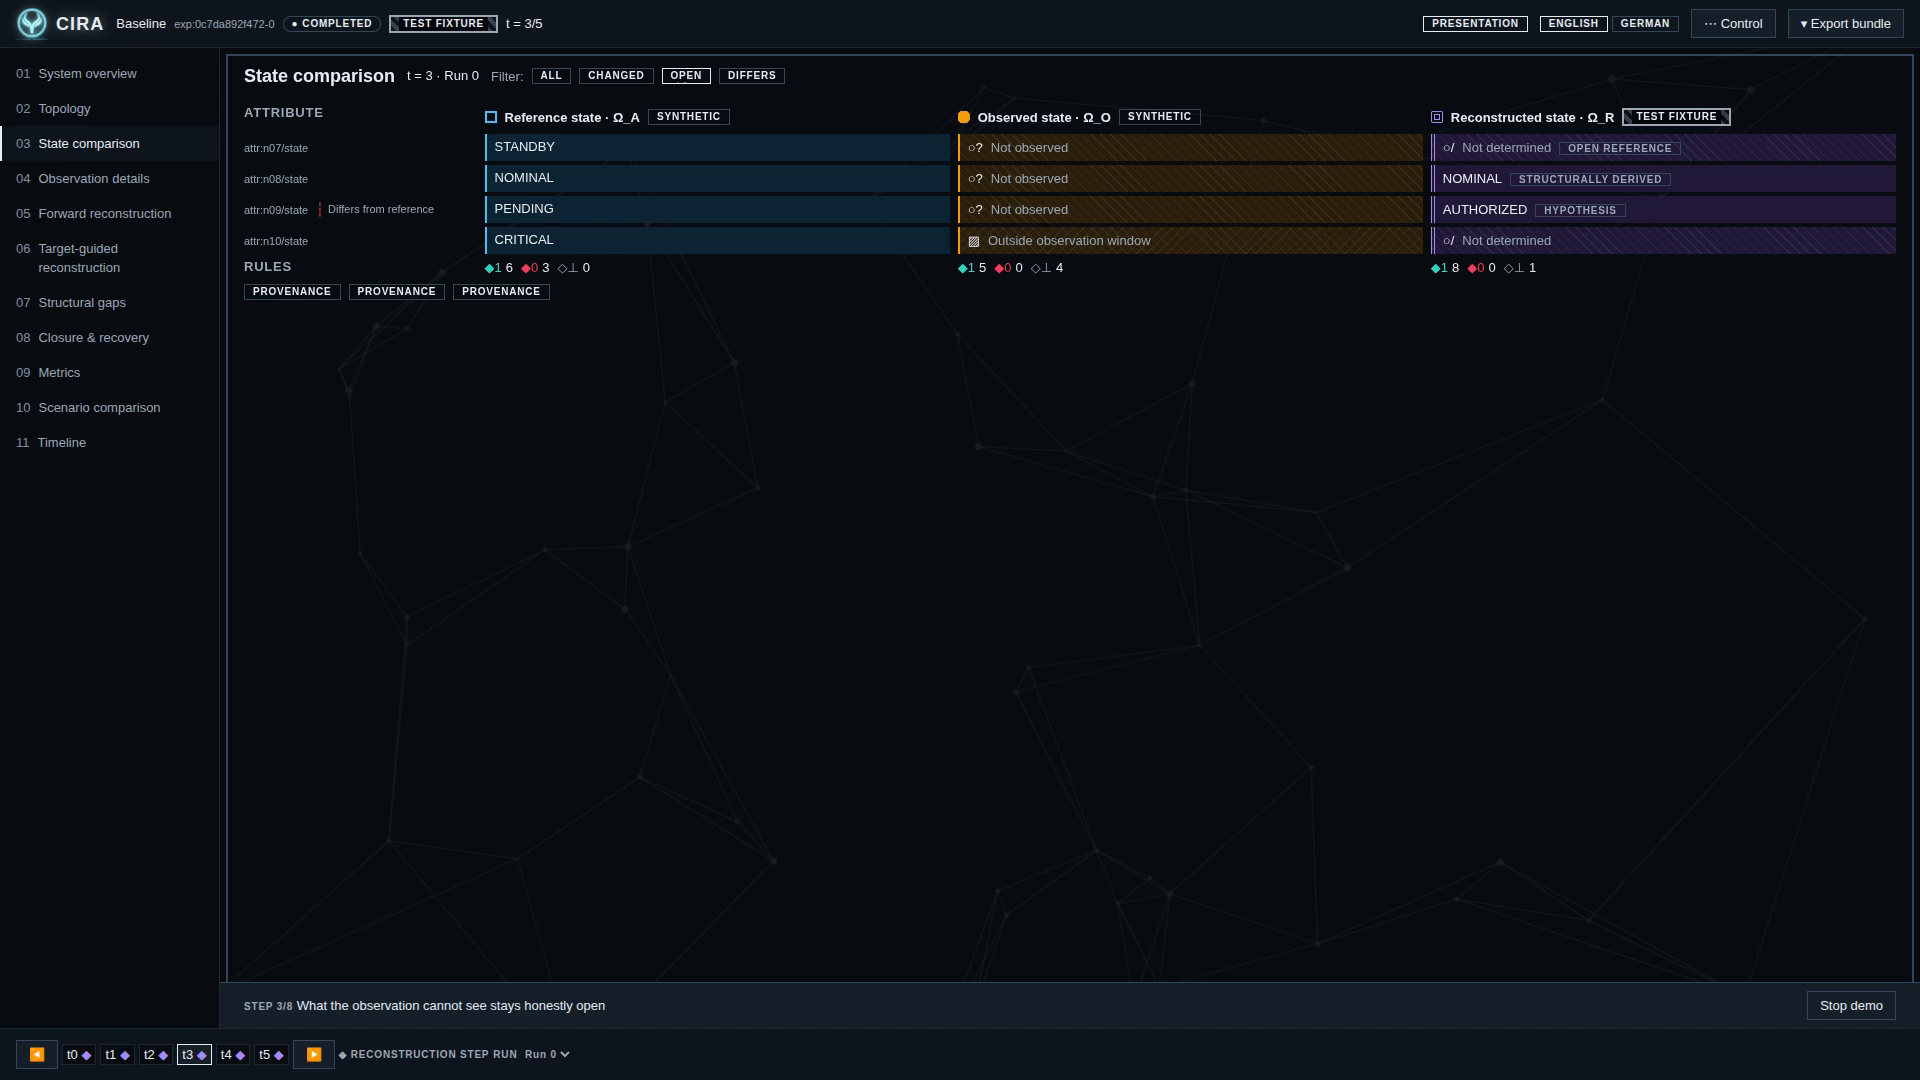 CIRA Baseline exp:0c7da892f472-0 ● COMPLETED TEST FIXTURE t = 3/5 PRESENTATION ENGLISH GERMAN ⋯ Control ▾ Export bundle
01 System overview
02 Topology
03 State comparison
04 Observation details
05 Forward reconstruction
06 Target-guided
reconstruction
07 Structural gaps
08 Closure & recovery
09 Metrics
10 Scenario comparison
11 Timeline
State comparison t = 3 · Run 0 Filter: ALL CHANGED OPEN DIFFERS
ATTRIBUTE Reference state · Ω_A SYNTHETIC Observed state · Ω_O SYNTHETIC Reconstructed state · Ω_R TEST FIXTURE
attr:n07/state STANDBY ○? Not observed ○/ Not determined OPEN REFERENCE
attr:n08/state NOMINAL ○? Not observed NOMINAL STRUCTURALLY DERIVED
attr:n09/state ¦ Differs from reference PENDING ○? Not observed AUTHORIZED HYPOTHESIS
attr:n10/state CRITICAL ▨ Outside observation window ○/ Not determined
RULES ◆1 6 ◆0 3 ◇⊥ 0 ◆1 5 ◆0 0 ◇⊥ 4 ◆1 8 ◆0 0 ◇⊥ 1
PROVENANCE PROVENANCE PROVENANCE
STEP 3/8 What the observation cannot see stays honestly open Stop demo
t0 ◆ t1 ◆ t2 ◆ t3 ◆ t4 ◆ t5 ◆ ◆ RECONSTRUCTION STEP RUN Run 0